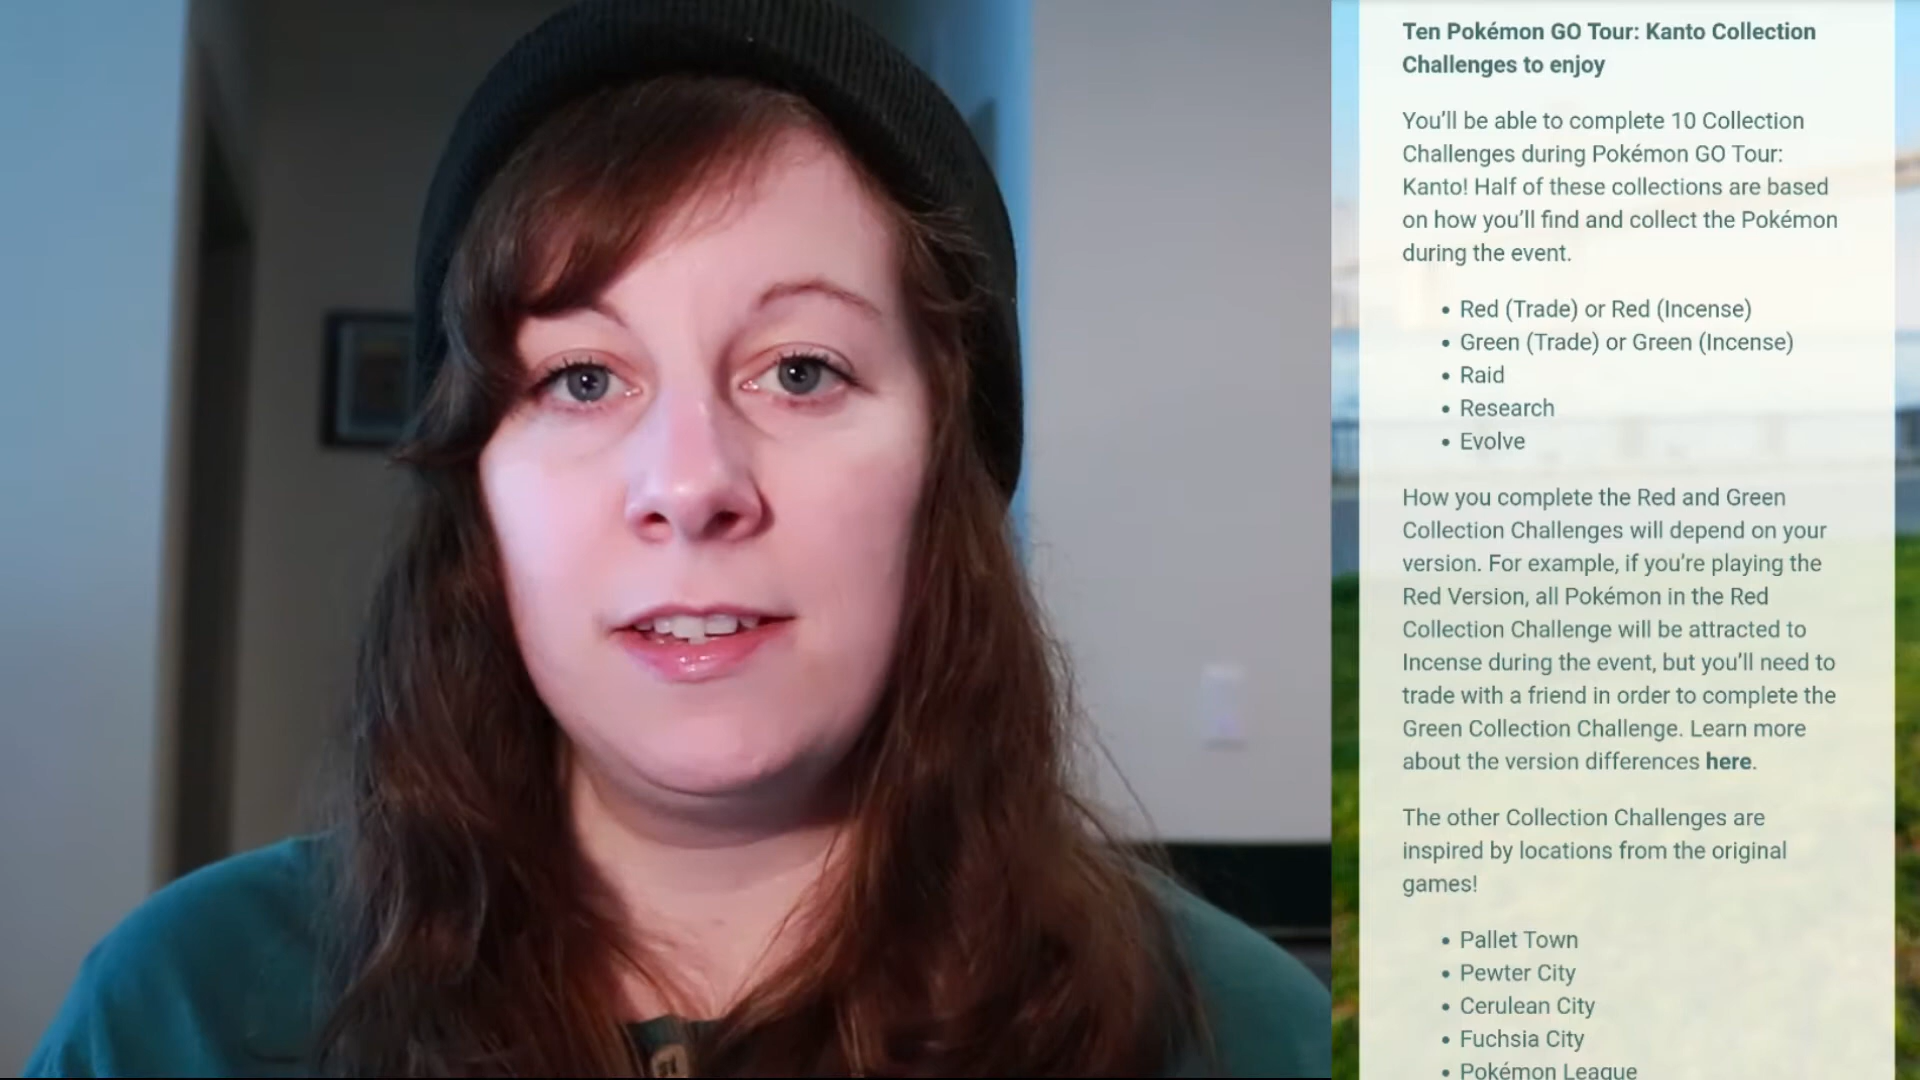 Ten Pokémon GO Tour: Kanto Collection
Challenges to enjoy
You’ll be able to complete 10 Collection
Challenges during Pokémon GO Tour:
Kanto! Half of these collections are based
on how you’ll find and collect the Pokémon
during the event.
• Red (Trade) or Red (Incense)
• Green (Trade) or Green (Incense)
• Raid
• Research
• Evolve
How you complete the Red and Green
Collection Challenges will depend on your
version. For example, if you’re playing the
Red Version, all Pokémon in the Red
Collection Challenge will be attracted to
Incense during the event, but you’ll need to
trade with a friend in order to complete the
Green Collection Challenge. Learn more
about the version differences here.
The other Collection Challenges are
inspired by locations from the original
games!
• Pallet Town
• Pewter City
• Cerulean City
• Fuchsia City
• Pokémon League